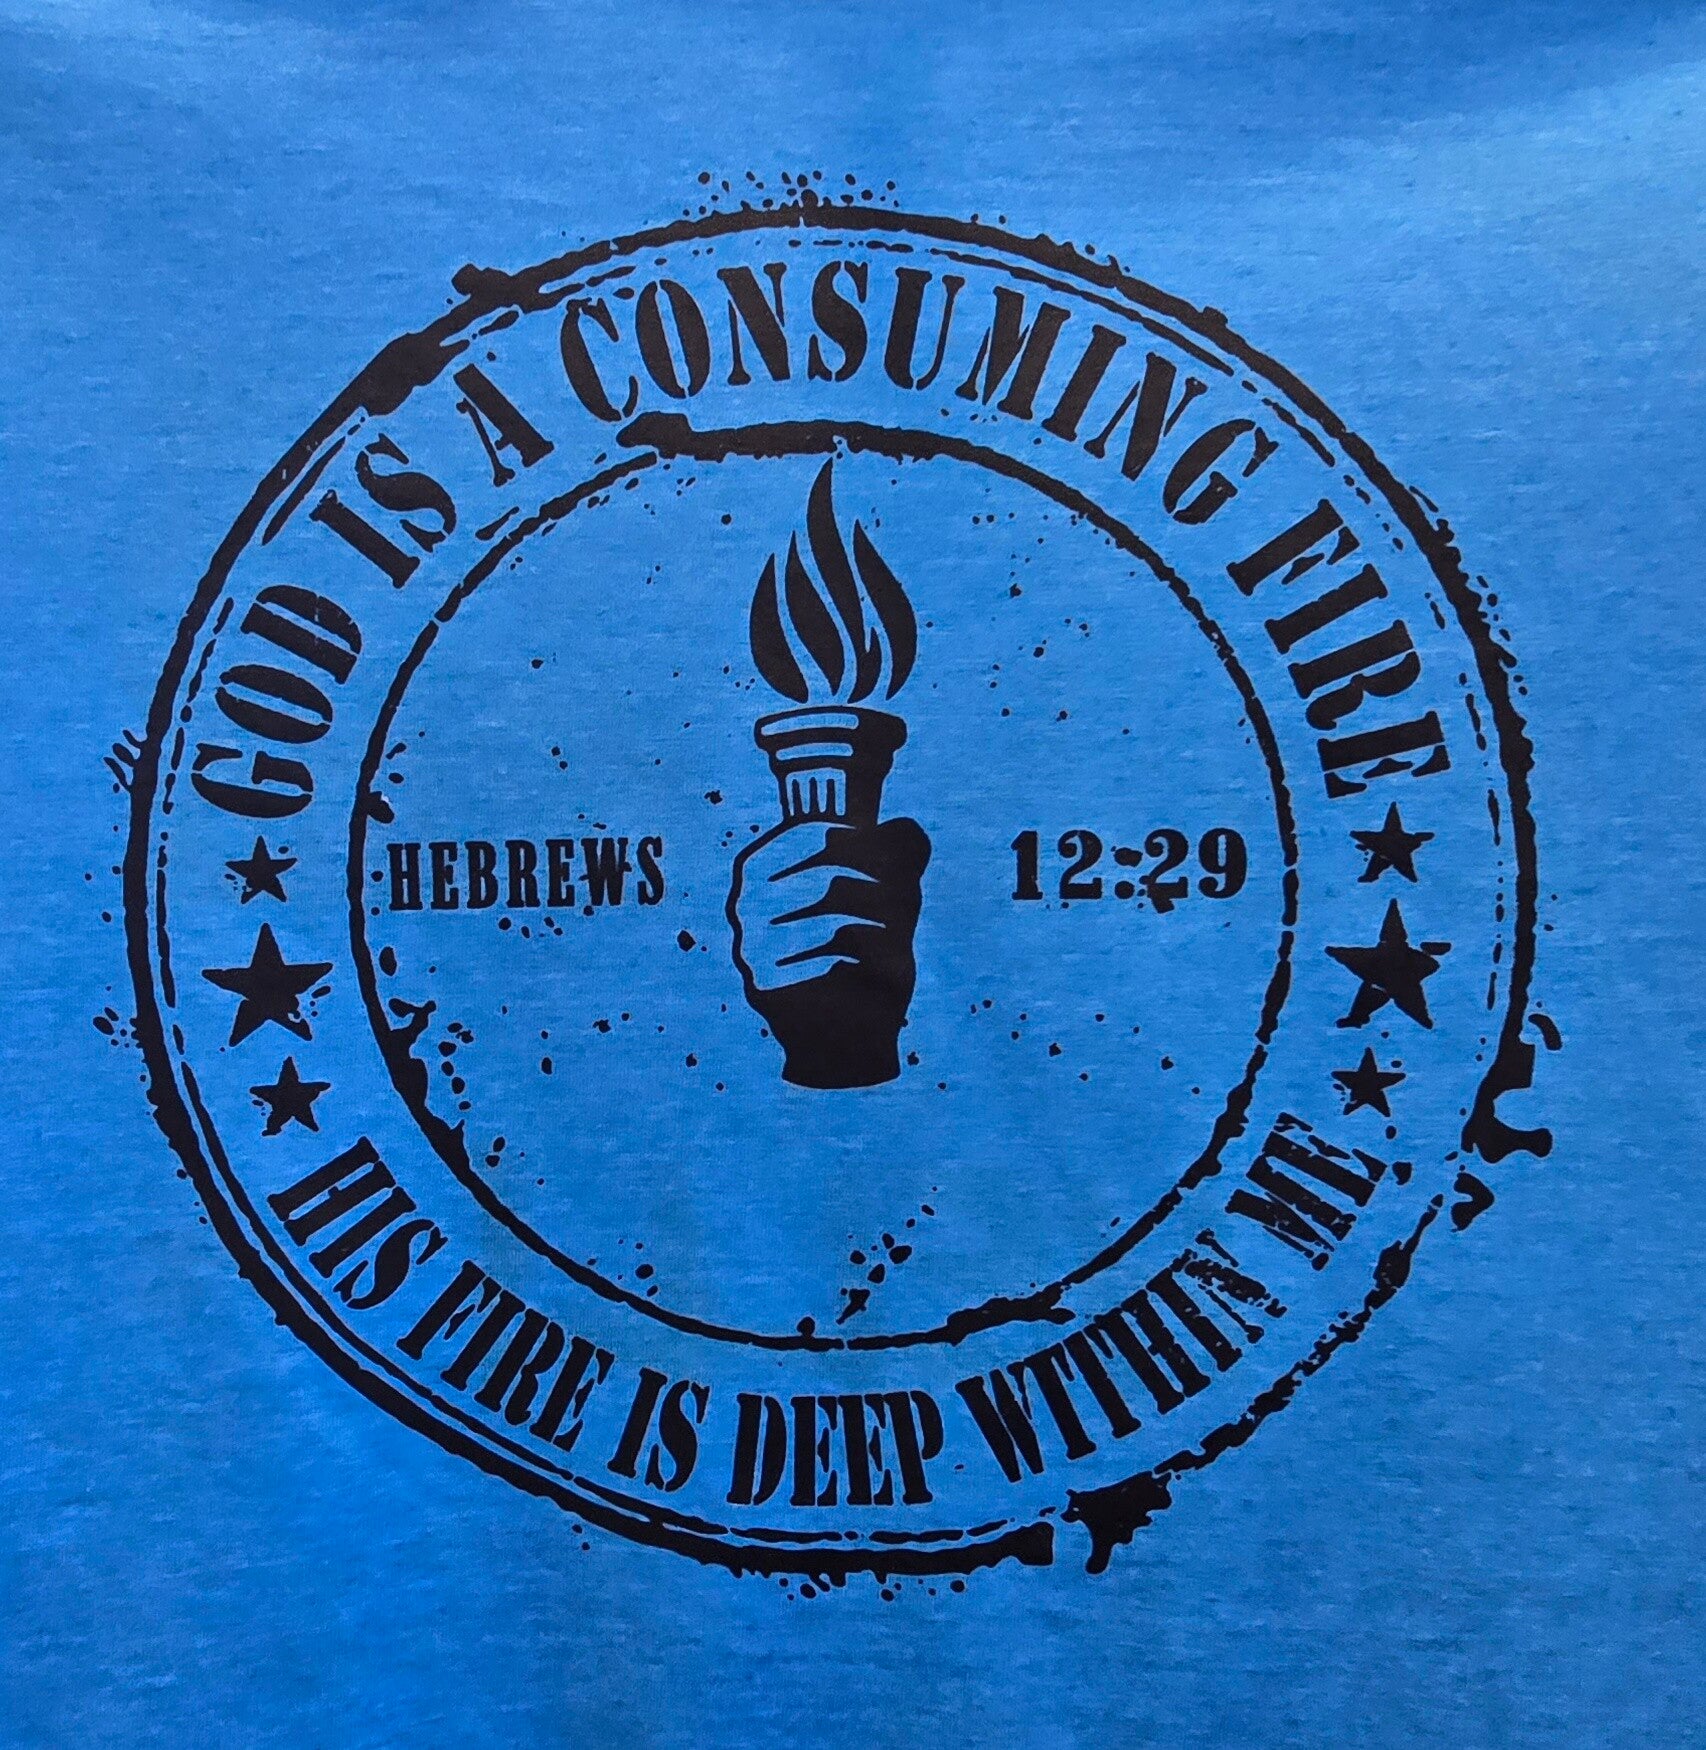 GOD IS A CONSUMING FIRE
HEBREWS 12:29
HIS FIRE IS DEEP WITHIN ME